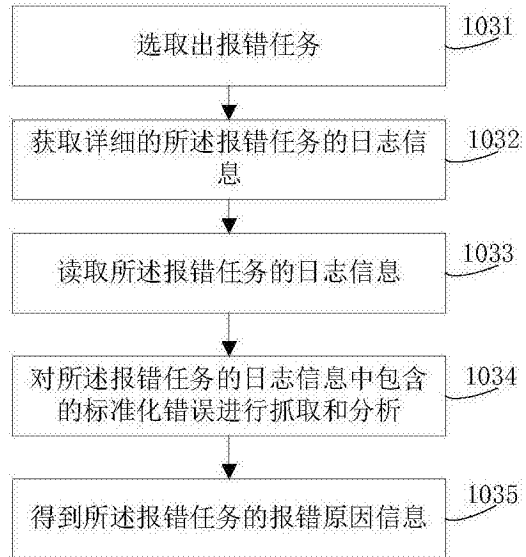 选取出报错任务
1031
获取详细的所述报错任务的日志信
息
1032
读取所述报错任务的日志信息
1033
对所述报错任务的日志信息中包含
的标准化错误进行抓取和分析
1034
得到所述报错任务的报错原因信息
1035